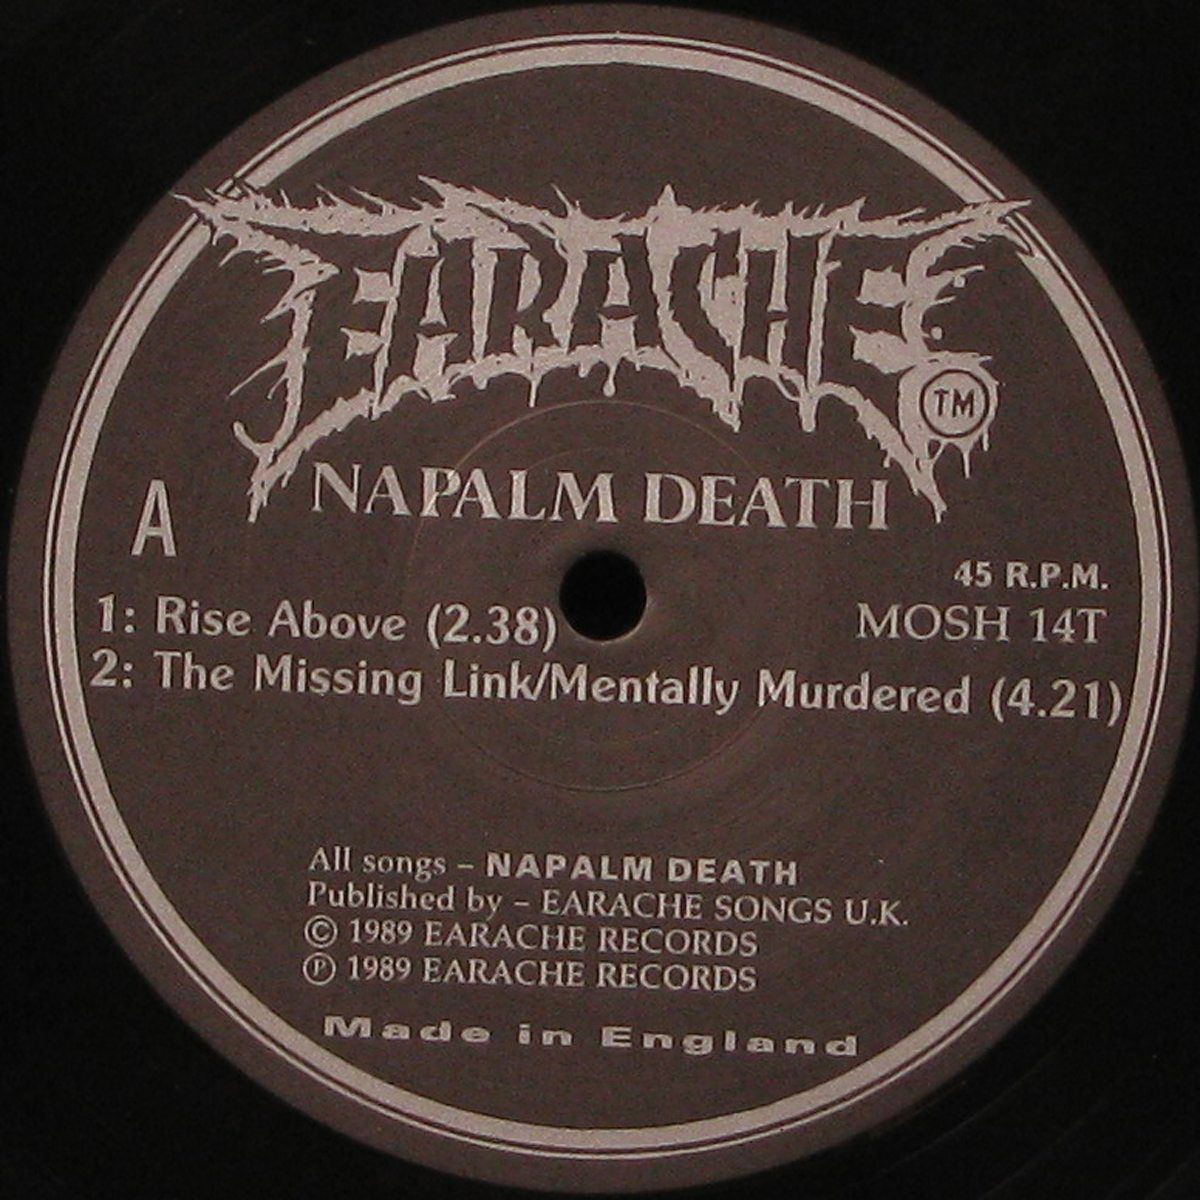 EARACHE
TM
NAPALM DEATH
A
45 R.P.M.
MOSH 14T
1: Rise Above (2.38)
2: The Missing Link/Mentally Murdered (4.21)
All songs – NAPALM DEATH
Published by – EARACHE SONGS U.K.
© 1989 EARACHE RECORDS
℗ 1989 EARACHE RECORDS
Made in England